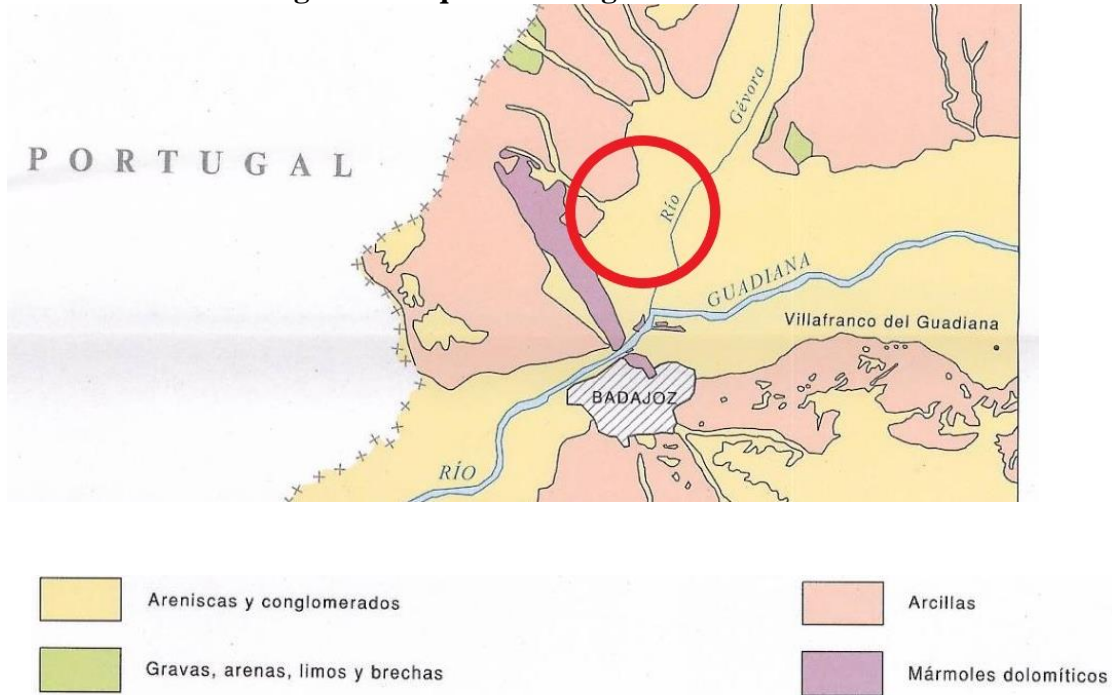 Gévora
PORTUGAL
Río
GUADIANA
Villafranco del Guadiana
BADAJOZ
RÍO
Areniscas y conglomerados
Arcillas
Gravas, arenas, limos y brechas
Mármoles dolomíticos